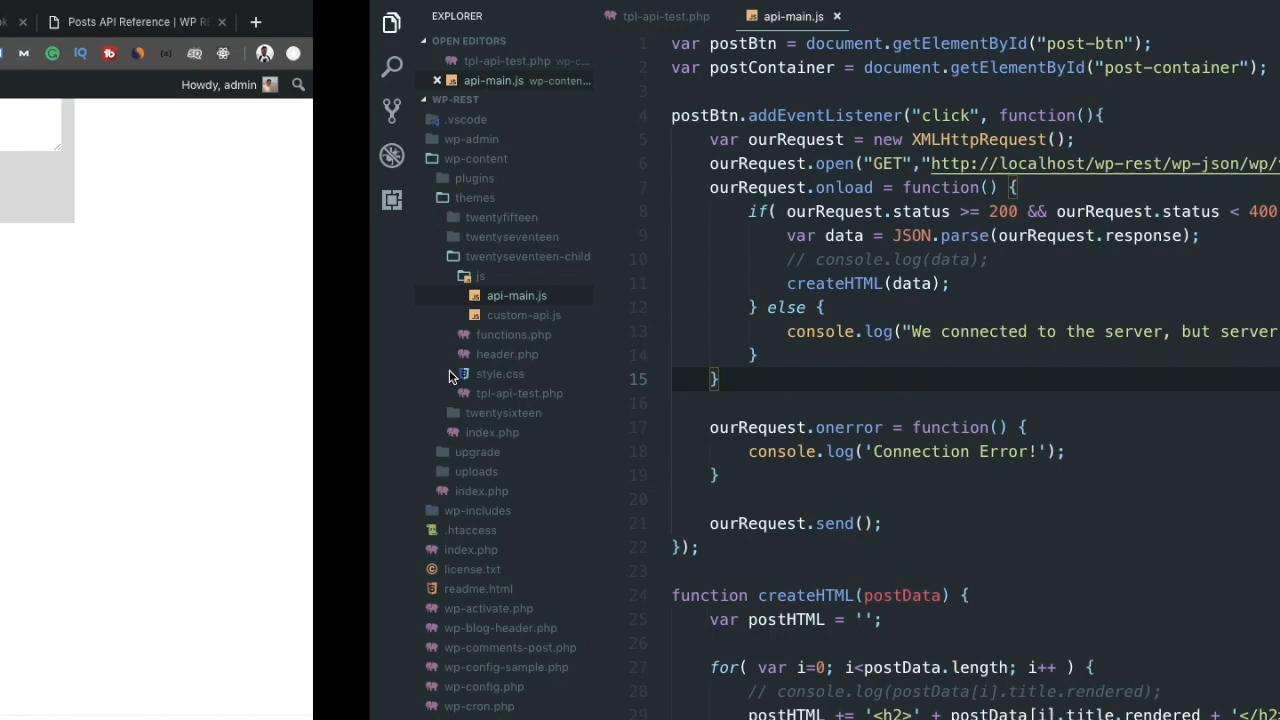 Posts API Reference | WP R
Howdy, admin
EXPLORER
OPEN EDITORS
tpl-api-test.php wp-c...
api-main.js wp-conten...
WP-REST
.vscode
wp-admin
wp-content
plugins
themes
twentyfifteen
twentyseventeen
twentyseventeen-child
js
api-main.js
custom-api.js
functions.php
header.php
style.css
tpl-api-test.php
twentysixteen
index.php
upgrade
uploads
index.php
wp-includes
.htaccess
index.php
license.txt
readme.html
wp-activate.php
wp-blog-header.php
wp-comments-post.php
wp-config-sample.php
wp-config.php
wp-cron.php
tpl-api-test.php
api-main.js
1 var postBtn = document.getElementById("post-btn");
2 var postContainer = document.getElementById("post-container");
3
4 postBtn.addEventListener("click", function(){
5 var ourRequest = new XMLHttpRequest();
6 ourRequest.open("GET","http://localhost/wp-rest/wp-json/wp/
7 ourRequest.onload = function() {
8 if( ourRequest.status >= 200 && ourRequest.status < 400
9 var data = JSON.parse(ourRequest.response);
10 // console.log(data);
11 createHTML(data);
12 } else {
13 console.log("We connected to the server, but server
14 }
15 }
16
17 ourRequest.onerror = function() {
18 console.log('Connection Error!');
19 }
20
21 ourRequest.send();
22 });
23
24 function createHTML(postData) {
25 var postHTML = '';
26
27 for( var i=0; i<postData.length; i++ ) {
28 // console.log(postData[i].title.rendered);
29 postHTML += '<h2>' + postData[i].title.rendered + '</h2